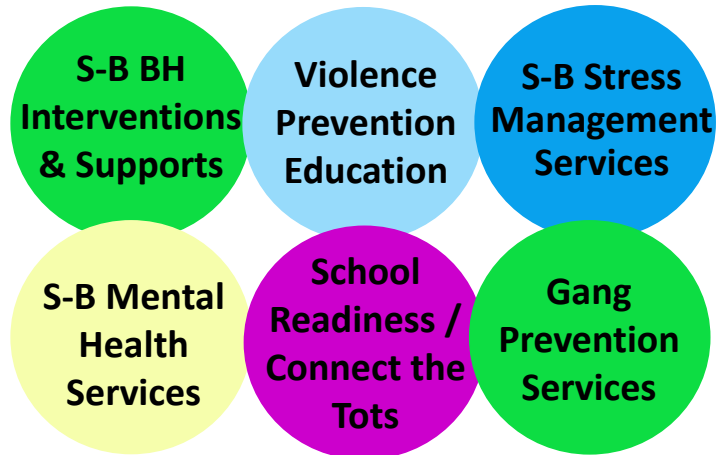 S-B BH
Interventions
& Supports
Violence
Prevention
Education
S-B Stress
Management
Services
S-B Mental
Health
Services
School
Readiness /
Connect the
Tots
Gang
Prevention
Services